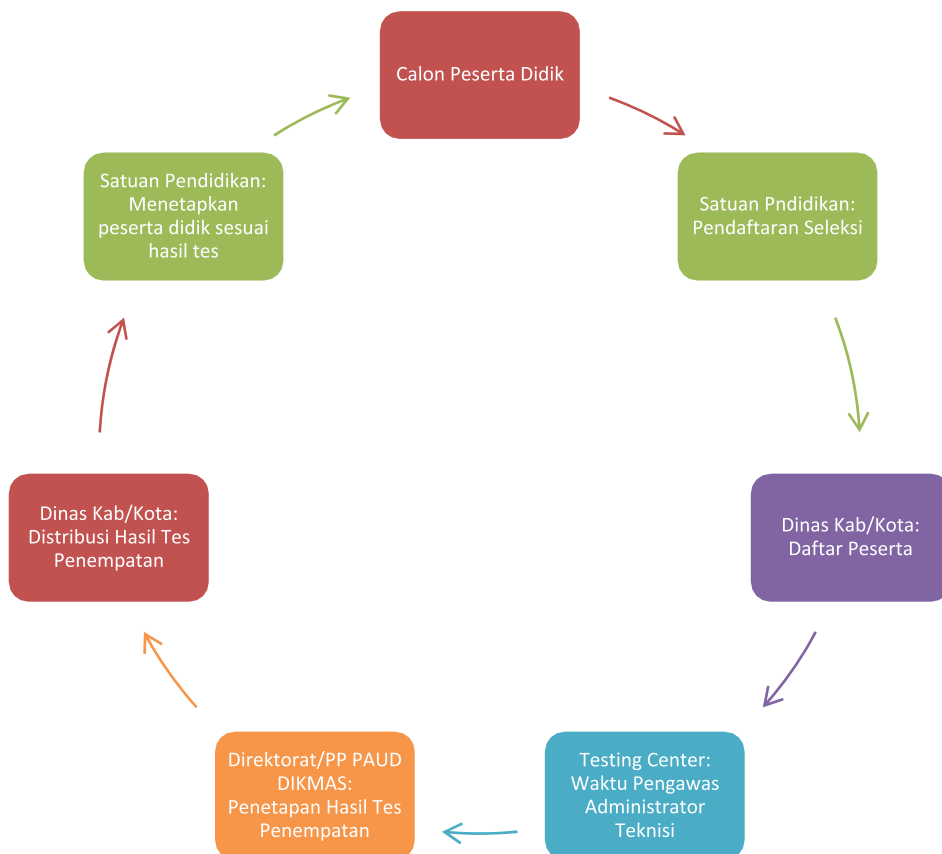 Calon Peserta Didik
Satuan Pndidikan:
Pendaftaran Seleksi
Dinas Kab/Kota:
Daftar Peserta
Testing Center:
Waktu Pengawas
Administrator
Teknisi
Direktorat/PP PAUD
DIKMAS:
Penetapan Hasil Tes
Penempatan
Dinas Kab/Kota:
Distribusi Hasil Tes
Penempatan
Satuan Pendidikan:
Menetapkan
peserta didik sesuai
hasil tes